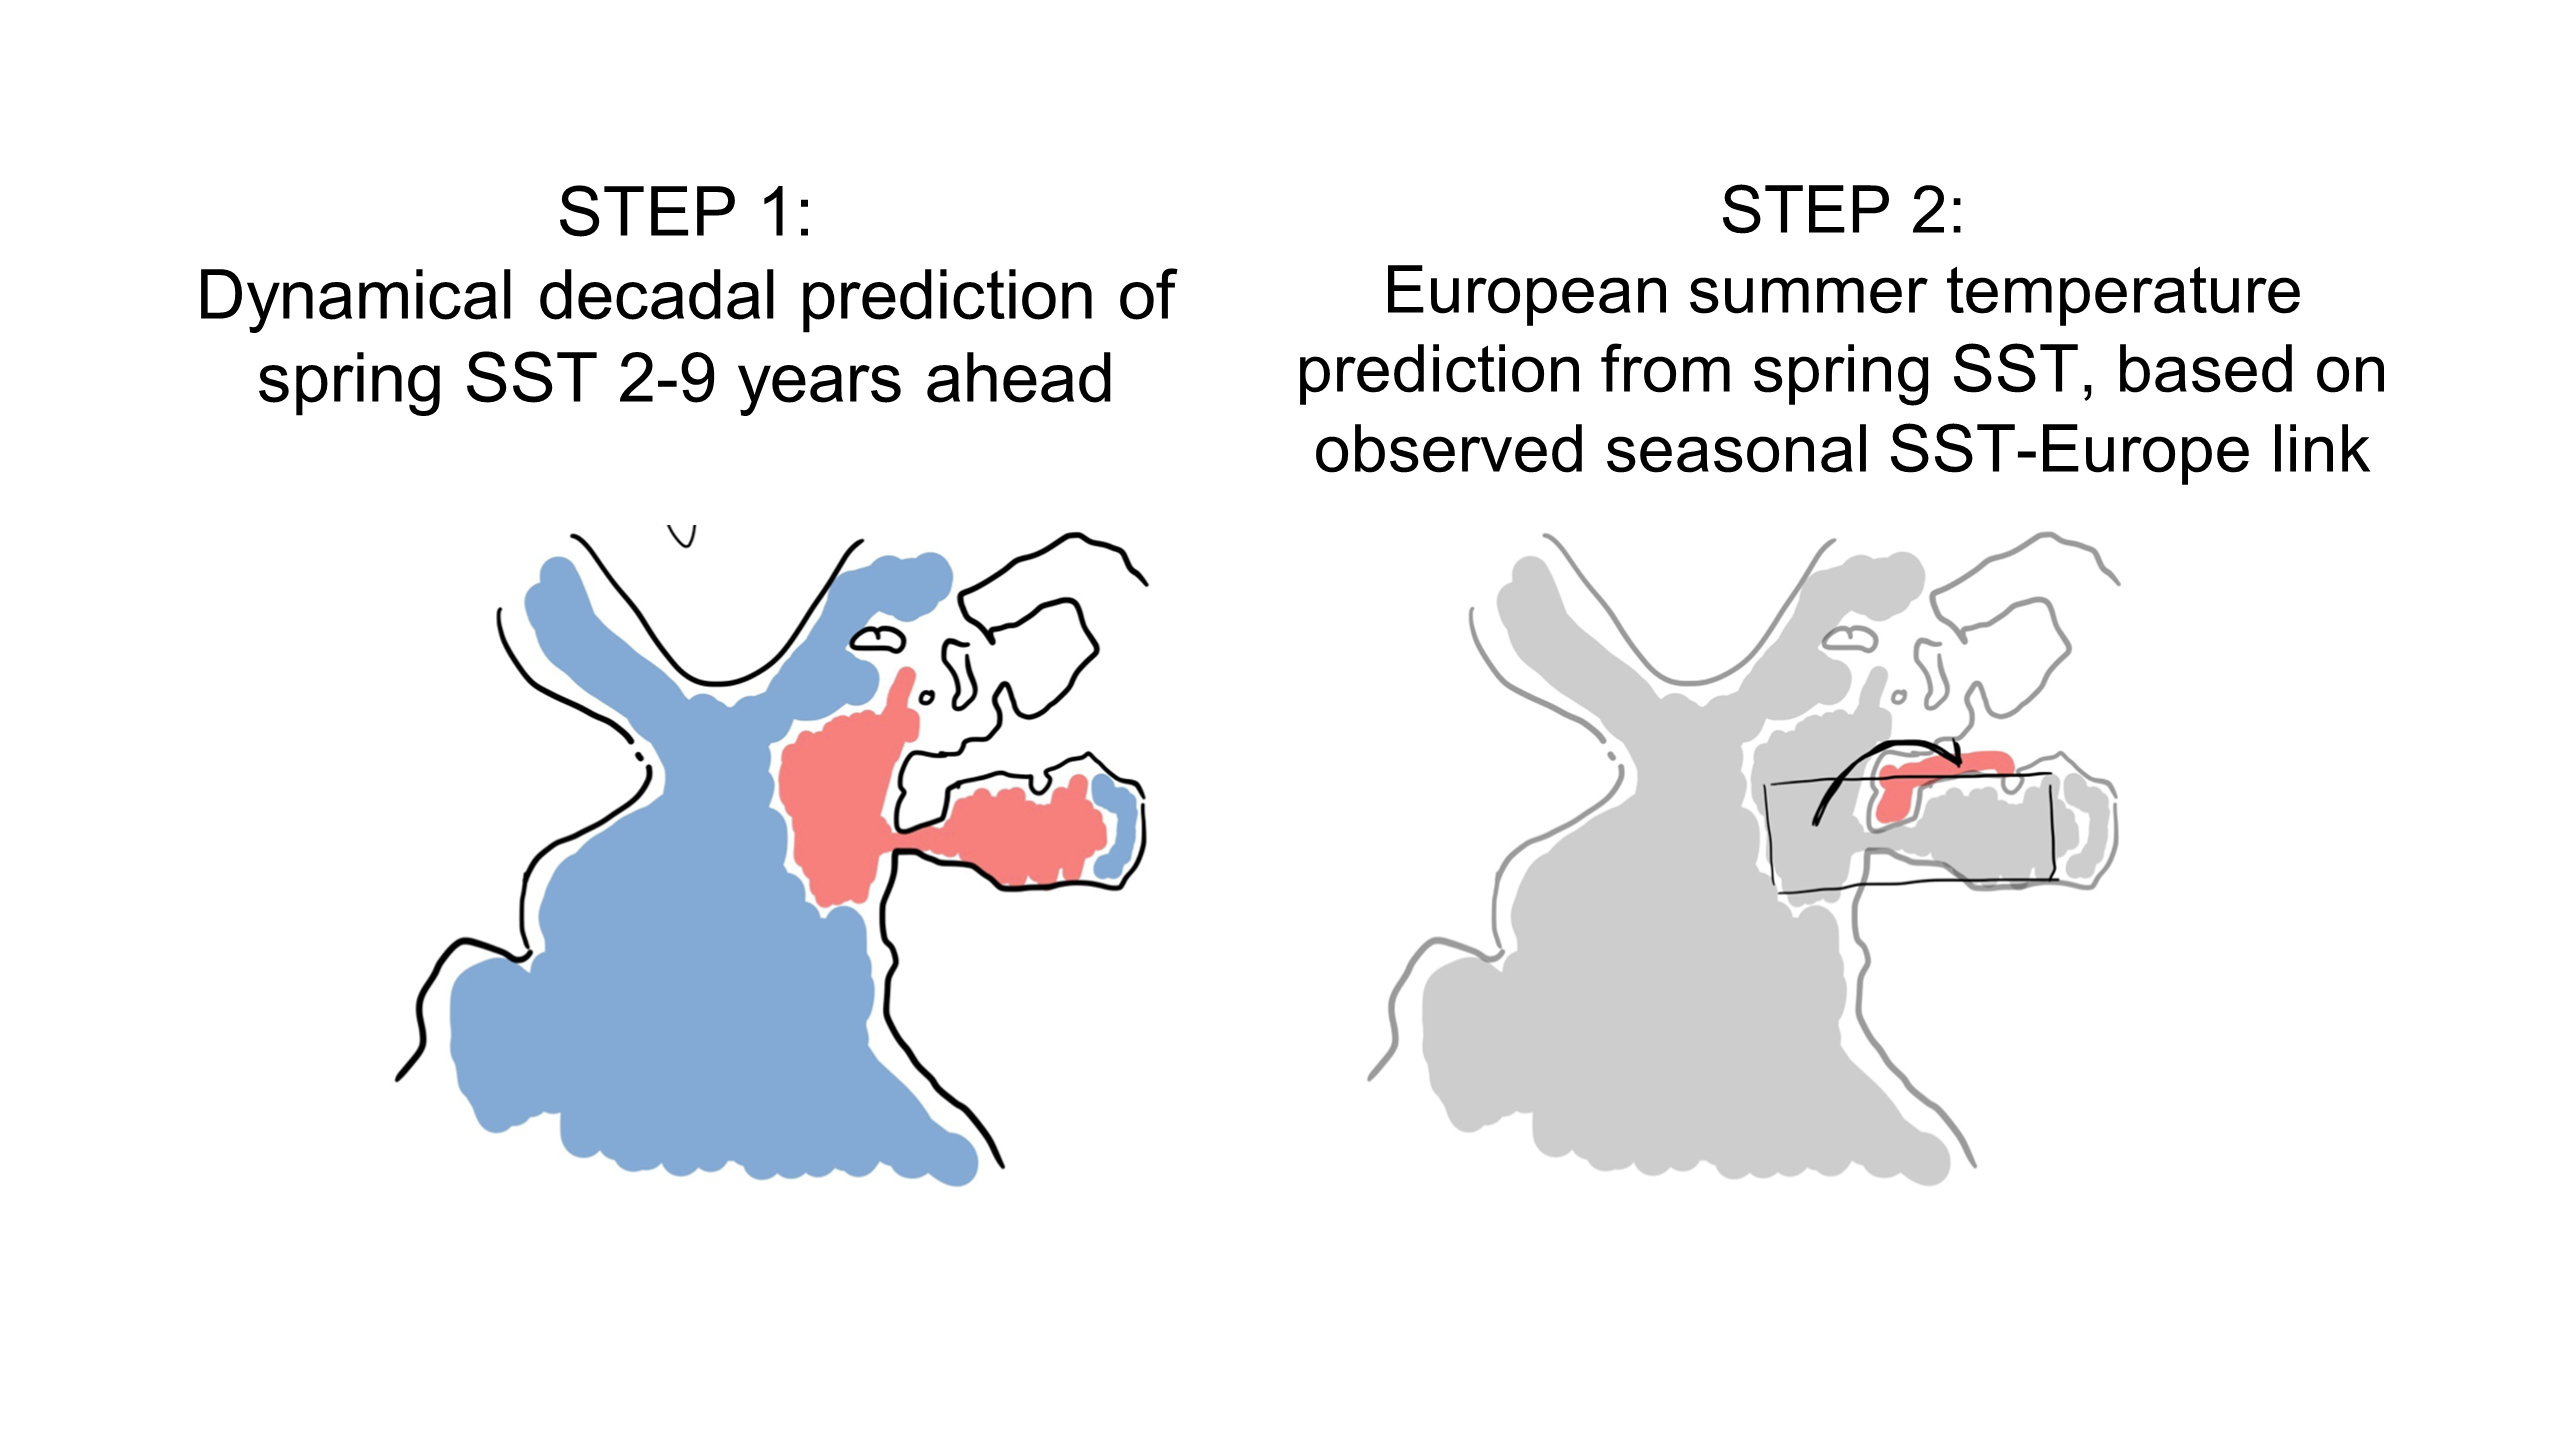 STEP 1:
Dynamical decadal prediction of
spring SST 2-9 years ahead
STEP 2:
European summer temperature
prediction from spring SST, based on
observed seasonal SST-Europe link